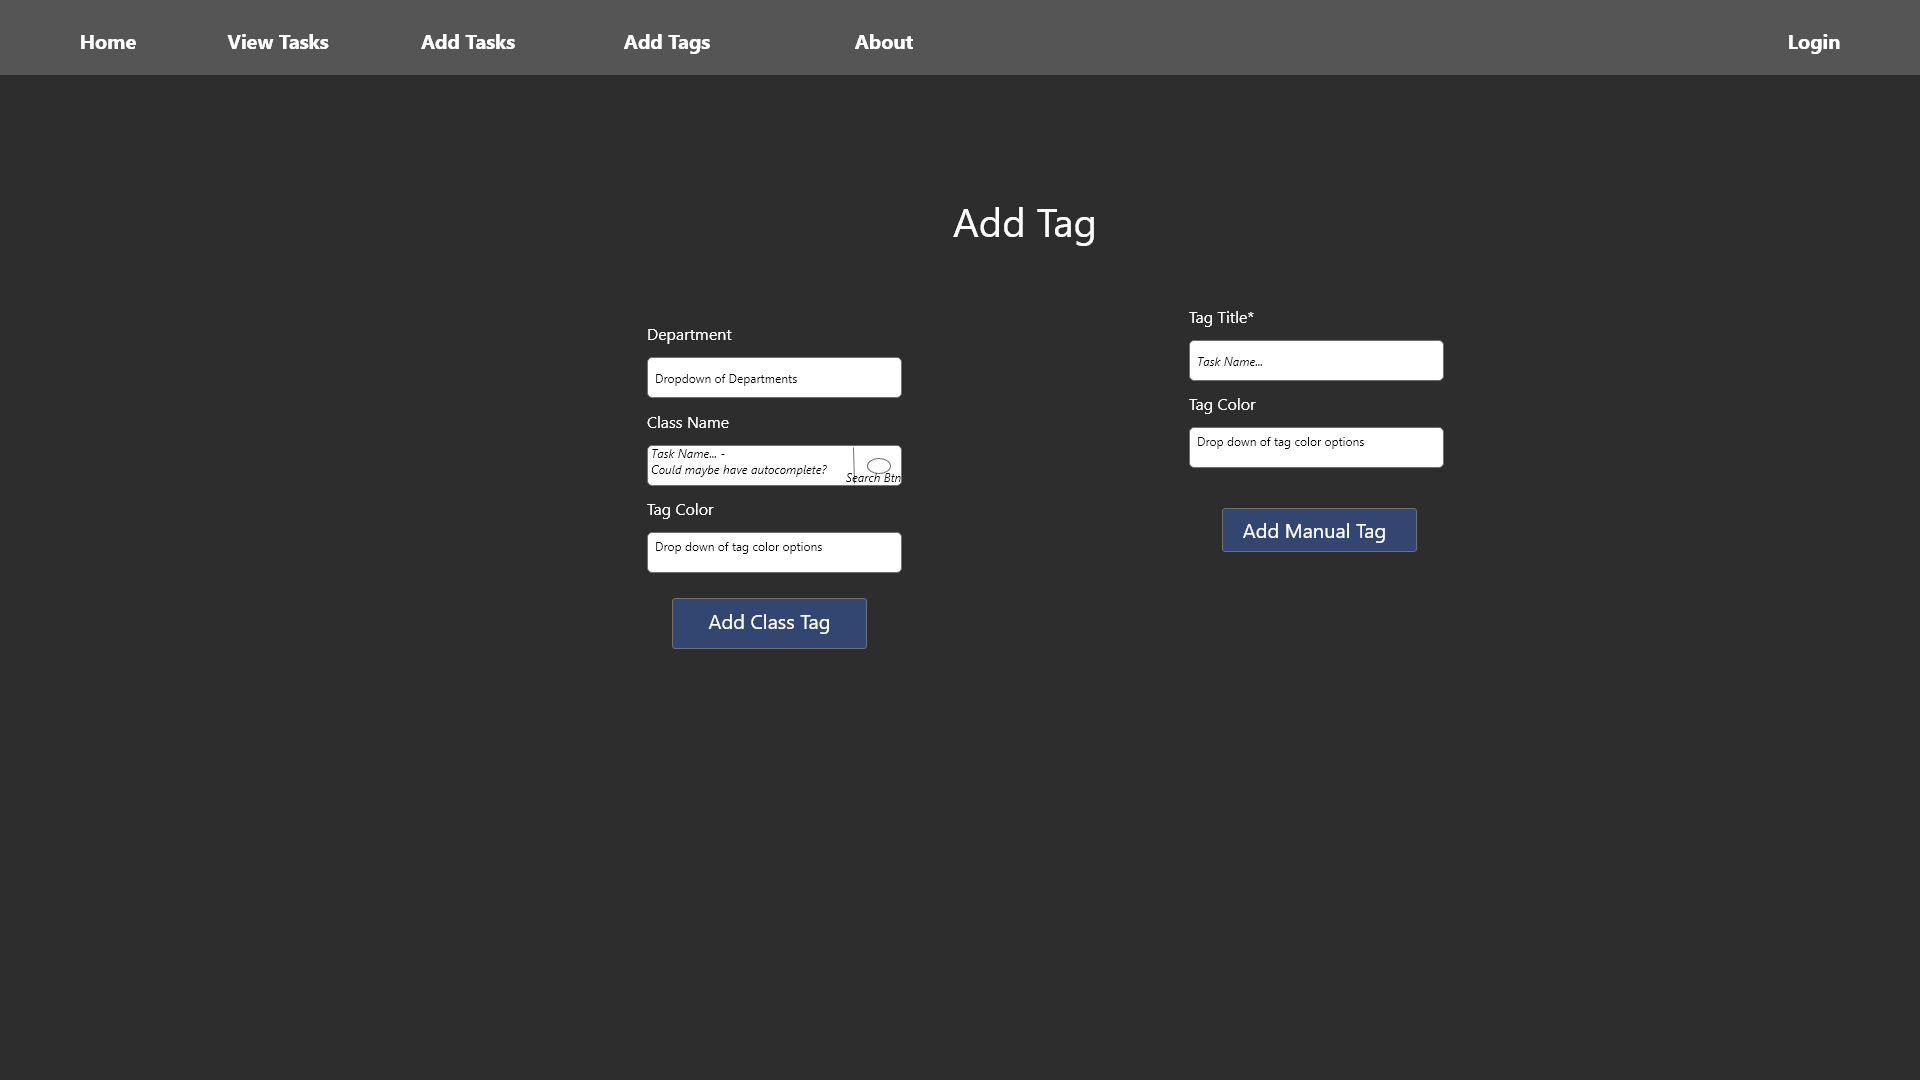 Home View Tasks Add Tasks Add Tags About Login
Add Tag
Department
Dropdown of Departments
Class Name
Task Name... -
Could maybe have autocomplete?
Search Btn
Tag Color
Drop down of tag color options
Add Class Tag
Tag Title*
Task Name...
Tag Color
Drop down of tag color options
Add Manual Tag